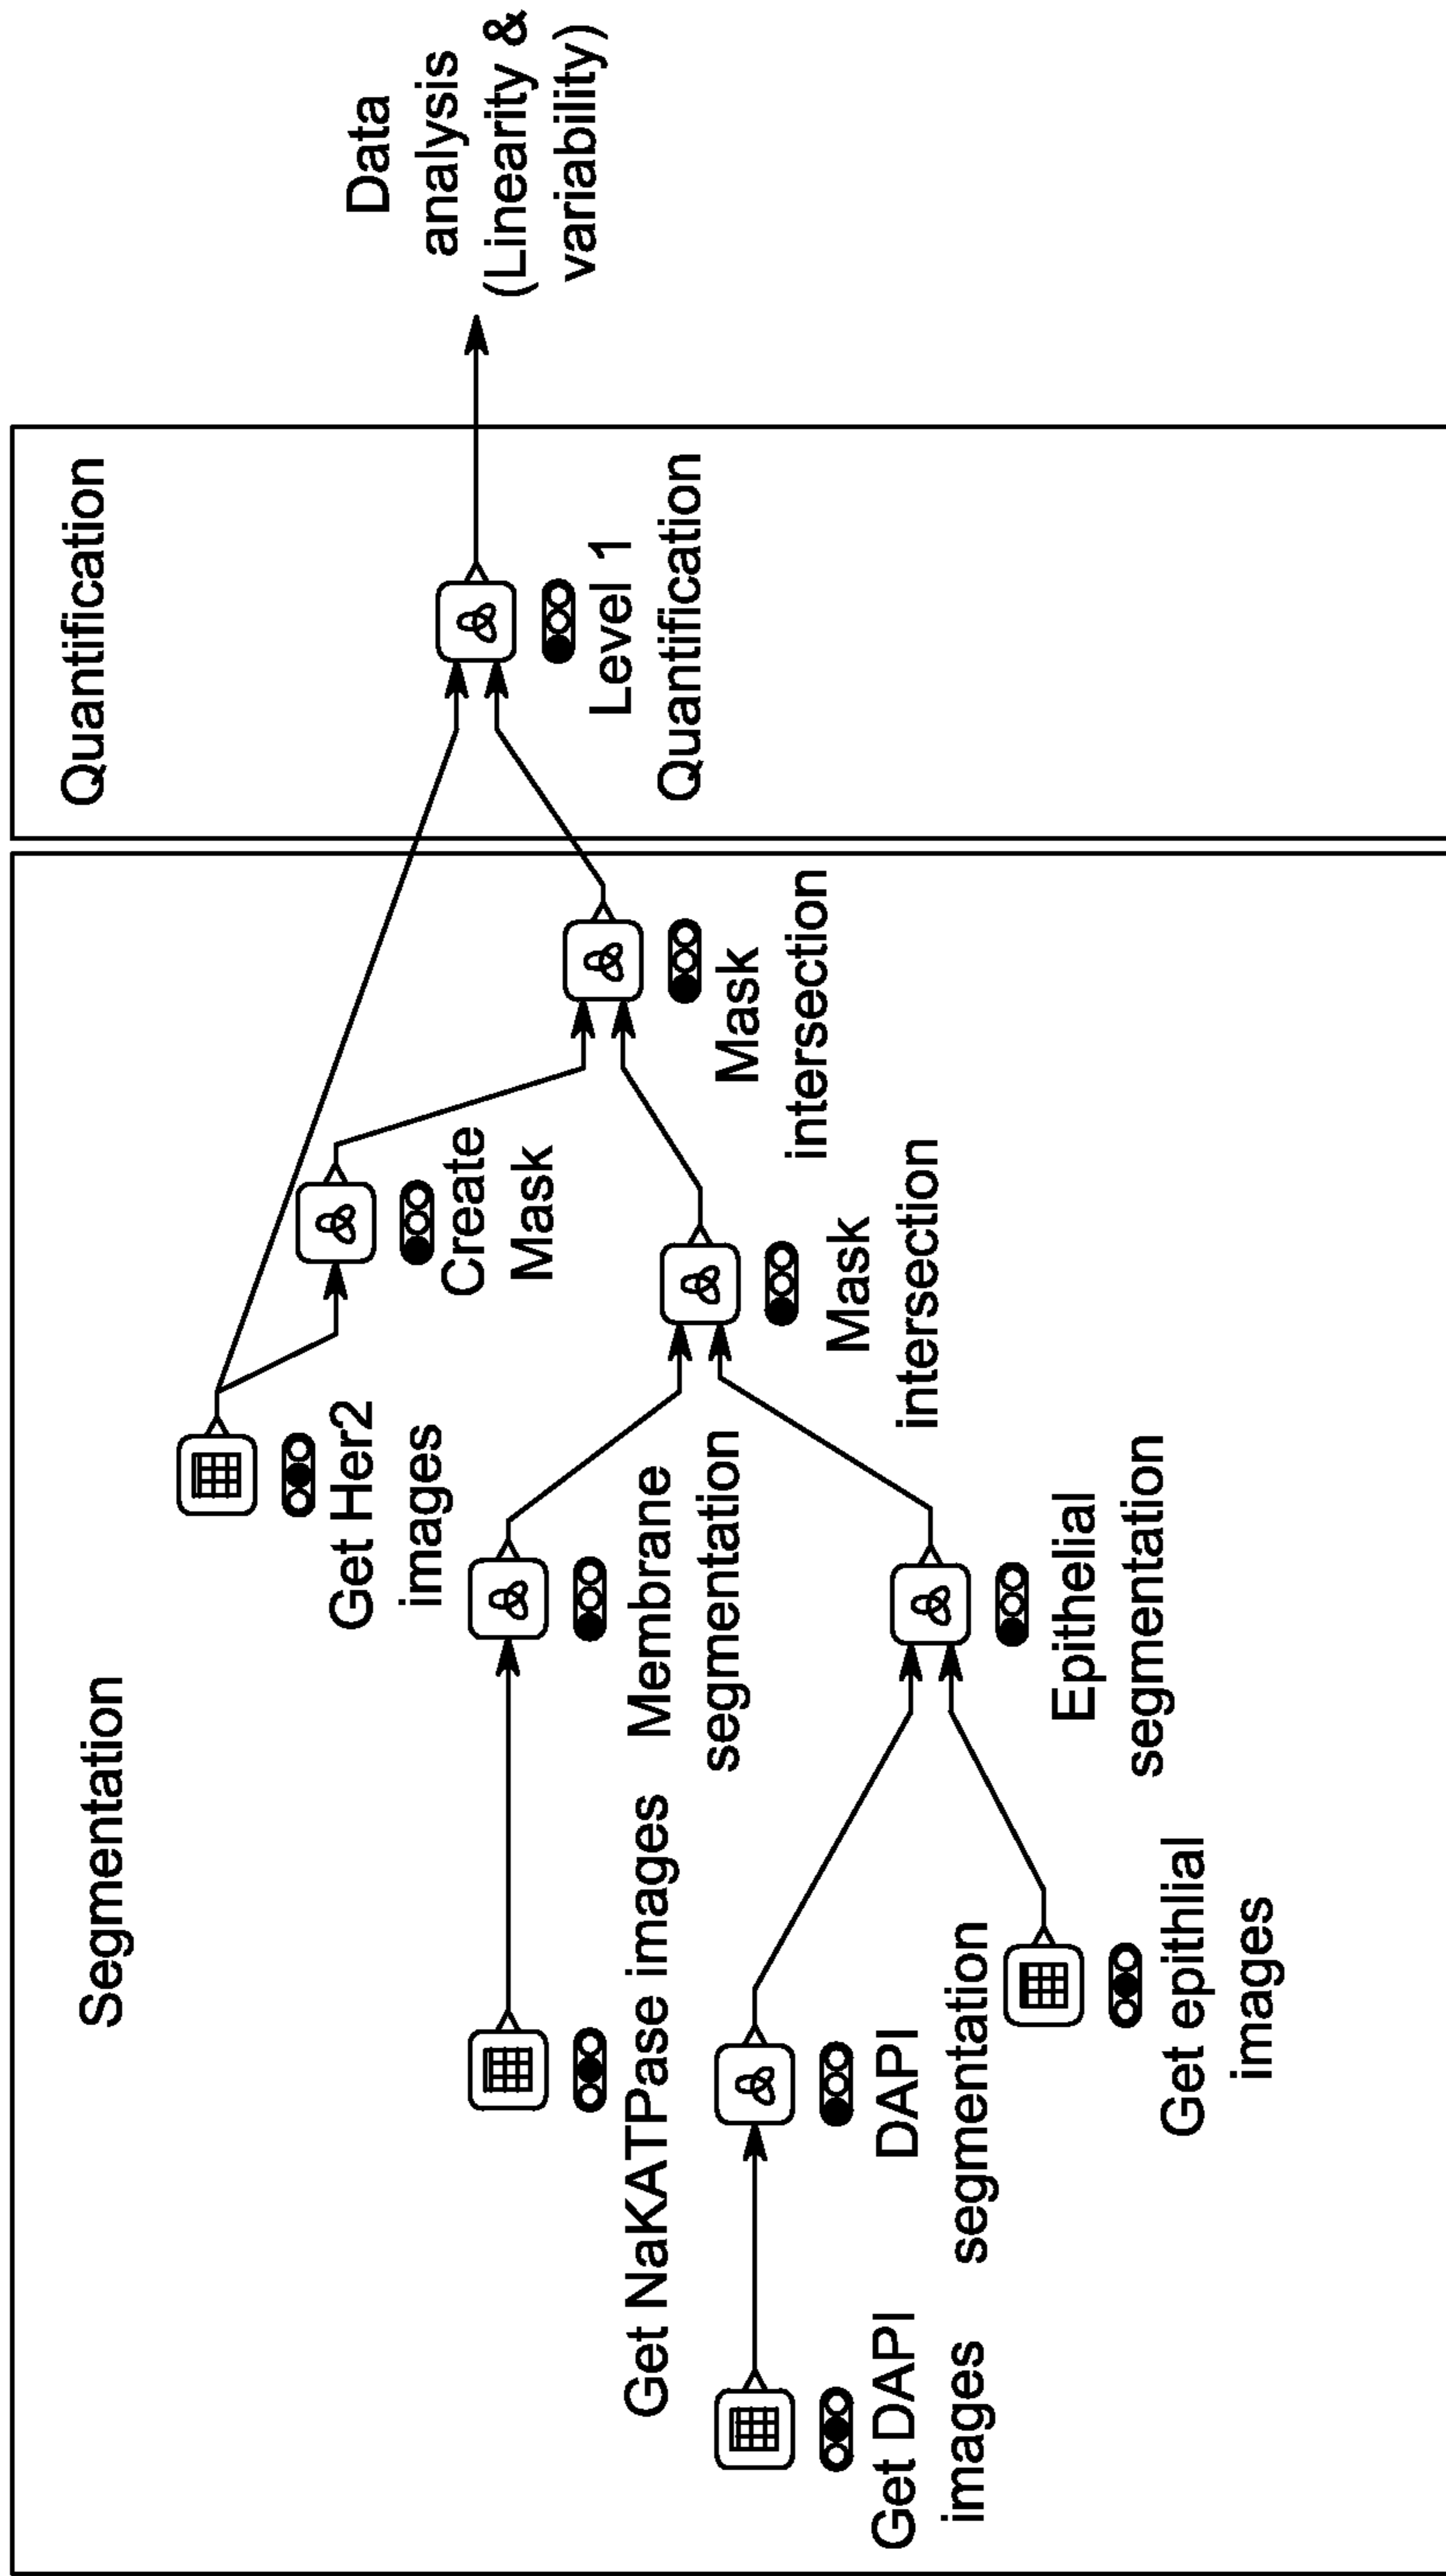 Segmentation
Get Her2
images
Create
Mask
Get NaKATPase images
Membrane
segmentation
Mask
intersection
Mask
intersection
Get DAPI
images
DAPI
segmentation
Get epithlial
images
Epithelial
segmentation
Quantification
Level 1
Quantification
Data
analysis
(Linearity &
variability)